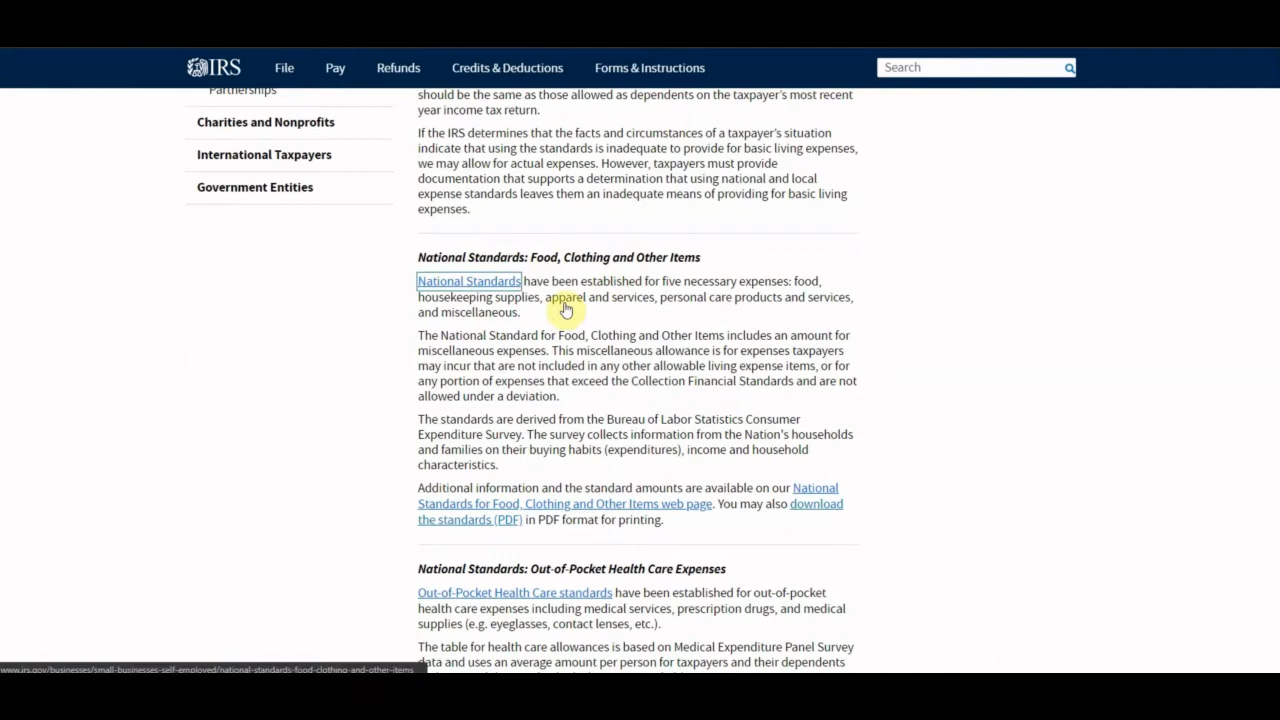 IRS File Pay Refunds Credits & Deductions Forms & Instructions Search
Partnerships
Charities and Nonprofits
International Taxpayers
Government Entities
should be the same as those allowed as dependents on the taxpayer's most recent
year income tax return.
If the IRS determines that the facts and circumstances of a taxpayer's situation
indicate that using the standards is inadequate to provide for basic living expenses,
we may allow for actual expenses. However, taxpayers must provide
documentation that supports a determination that using national and local
expense standards leaves them an inadequate means of providing for basic living
expenses.
National Standards: Food, Clothing and Other Items
National Standards have been established for five necessary expenses: food,
housekeeping supplies, apparel and services, personal care products and services,
and miscellaneous.
The National Standard for Food, Clothing and Other Items includes an amount for
miscellaneous expenses. This miscellaneous allowance is for expenses taxpayers
may incur that are not included in any other allowable living expense items, or for
any portion of expenses that exceed the Collection Financial Standards and are not
allowed under a deviation.
The standards are derived from the Bureau of Labor Statistics Consumer
Expenditure Survey. The survey collects information from the Nation's households
and families on their buying habits (expenditures), income and household
characteristics.
Additional information and the standard amounts are available on our National
Standards for Food, Clothing and Other Items web page. You may also download
the standards (PDF) in PDF format for printing.
National Standards: Out-of-Pocket Health Care Expenses
Out-of-Pocket Health Care standards have been established for out-of-pocket
health care expenses including medical services, prescription drugs, and medical
supplies (e.g. eyeglasses, contact lenses, etc.).
The table for health care allowances is based on Medical Expenditure Panel Survey
data and uses an average amount per person for taxpayers and their dependents
www.irs.gov/businesses/small-businesses-self-employed/national-standards-food-clothing-and-other-items